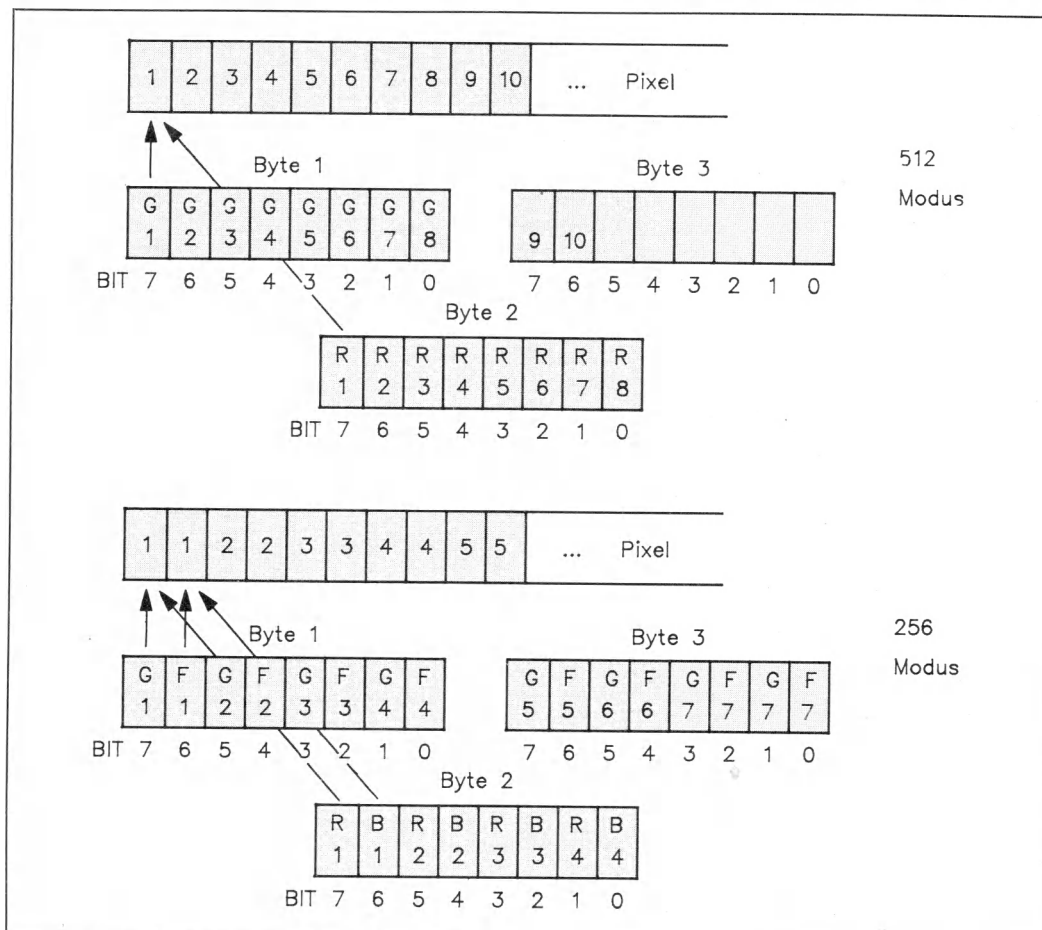 1 2 3 4 5 6 7 8 9 10 ... Pixel
Byte 1 Byte 3 512
Modus
G G G G G G G G
1 2 3 4 5 6 7 8 9 10
BIT 7 6 5 4 3 2 1 0 7 6 5 4 3 2 1 0
Byte 2
R R R R R R R R
1 2 3 4 5 6 7 8
BIT 7 6 5 4 3 2 1 0
1 1 2 2 3 3 4 4 5 5 ... Pixel
Byte 1 Byte 3 256
Modus
G F G F G F G F G F G F G F G F
1 1 2 2 3 3 4 4 5 5 6 6 7 7 7 7
BIT 7 6 5 4 3 2 1 0 7 6 5 4 3 2 1 0
Byte 2
R B R B R B R B
1 1 2 2 3 3 4 4
BIT 7 6 5 4 3 2 1 0